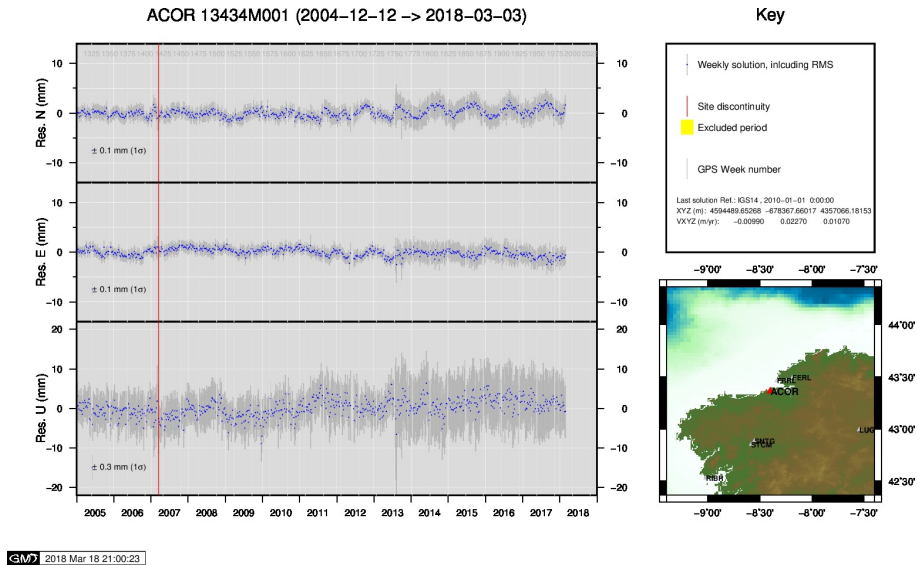 ACOR 13434M001 (2004−12−12 −> 2018−03−03)
Key
Res. N (mm)
10
0
−10
± 0.1 mm (1σ)
10
0
−10
Res. E (mm)
10
0
−10
± 0.1 mm (1σ)
10
0
−10
Res. U (mm)
20
10
0
−10
−20
± 0.3 mm (1σ)
20
10
0
−10
−20
2005 2006 2007 2008 2009 2010 2011 2012 2013 2014 2015 2016 2017 2018
Weekly solution, inlcuding RMS
Site discontinuity
Excluded period
GPS Week number
Last solution Ref.: IGS14 , 2010−01−01 0:00:00
XYZ (m): 4594489.65268 −678367.66017 4357066.18153
VXYZ (m/yr): −0.00990 0.02270 0.01070
−9˚00' −8˚30' −8˚00' −7˚30'
44˚00'
43˚30'
43˚00'
42˚30'
FERL
ACOR
LUG
SNTG
STCM
RIBR
−9˚00' −8˚30' −8˚00' −7˚30'
GMT 2018 Mar 18 21:00:23